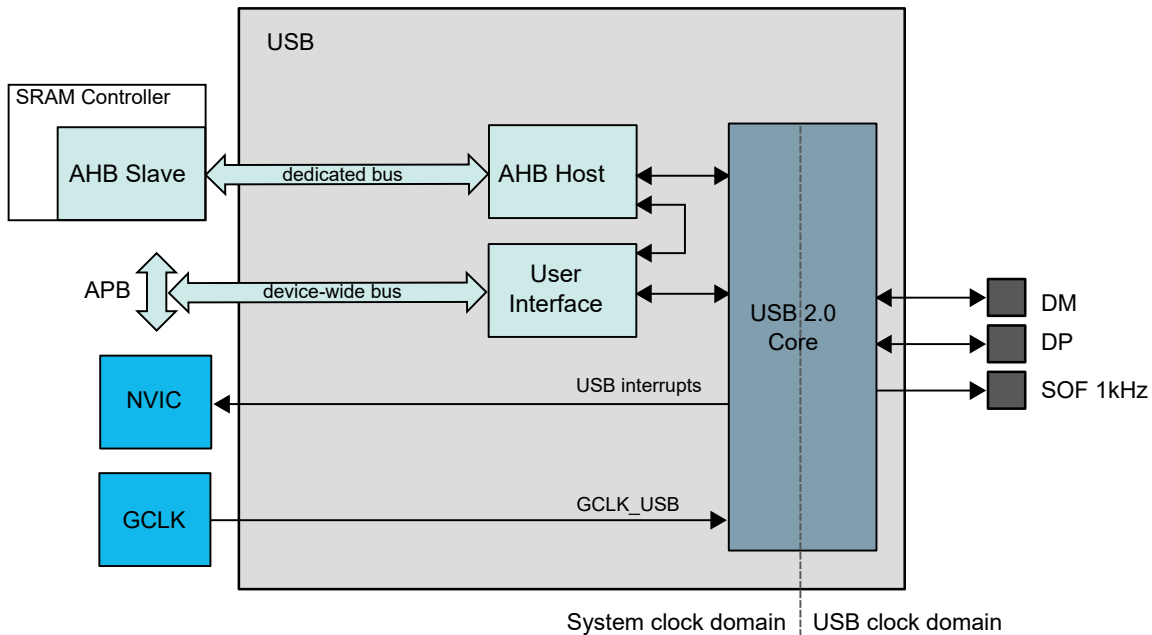 USB
SRAM Controller
AHB Slave
dedicated bus
AHB Host
APB
device-wide bus
User
Interface
USB 2.0
Core
DM
DP
SOF 1kHz
NVIC
USB interrupts
GCLK
GCLK_USB
System clock domain
USB clock domain